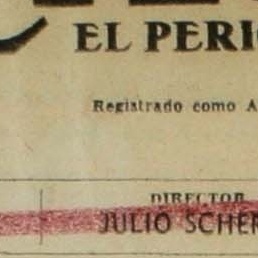 EL PERI
Registrado como A
DIRECTOR
JULIO SCHER